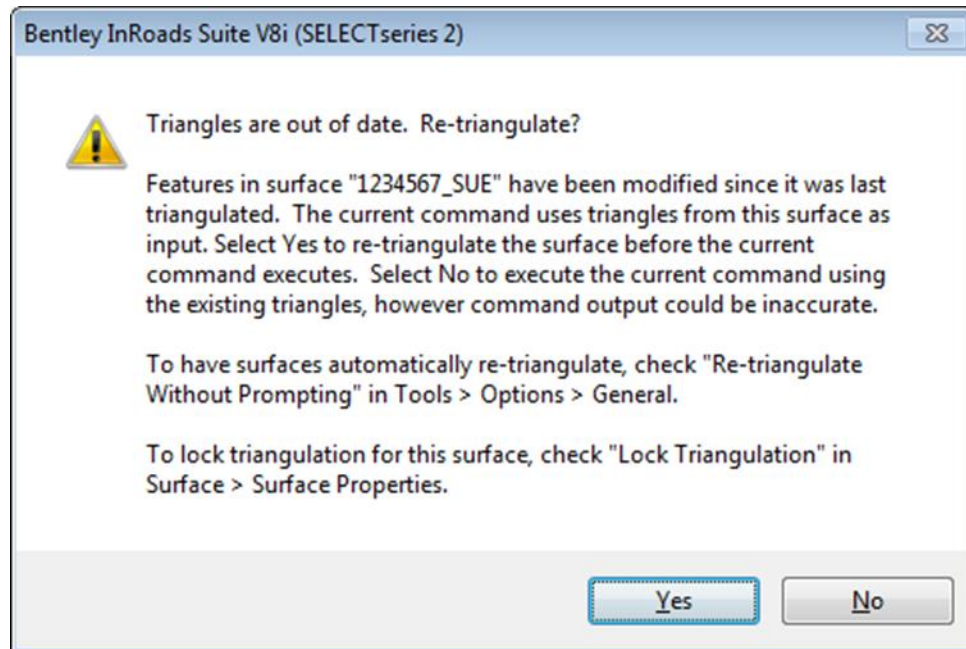 Bentley InRoads Suite V8i (SELECTseries 2)
Triangles are out of date.  Re-triangulate?
Features in surface "1234567_SUE" have been modified since it was last
triangulated.  The current command uses triangles from this surface as
input. Select Yes to re-triangulate the surface before the current
command executes.  Select No to execute the current command using
the existing triangles, however command output could be inaccurate.
To have surfaces automatically re-triangulate, check "Re-triangulate
Without Prompting" in Tools > Options > General.
To lock triangulation for this surface, check "Lock Triangulation" in
Surface > Surface Properties.
Yes No